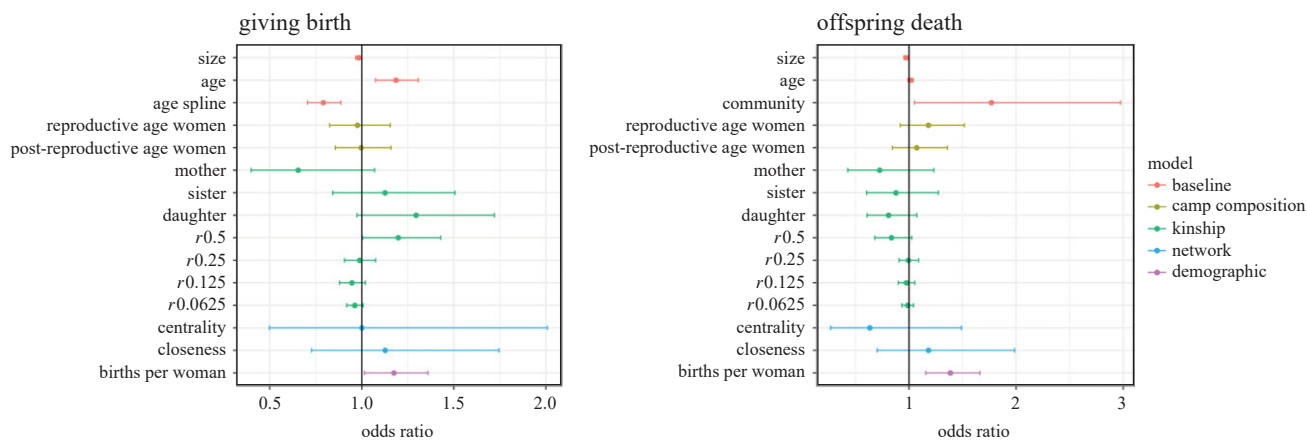 giving birth
size
age
age spline
reproductive age women
post-reproductive age women
mother
sister
daughter
r0.5
r0.25
r0.125
r0.0625
centrality
closeness
births per woman
0.5 1.0 1.5 2.0
odds ratio
offspring death
size
age
community
reproductive age women
post-reproductive age women
mother
sister
daughter
r0.5
r0.25
r0.125
r0.0625
centrality
closeness
births per woman
1 2 3
odds ratio
model
baseline
camp composition
kinship
network
demographic